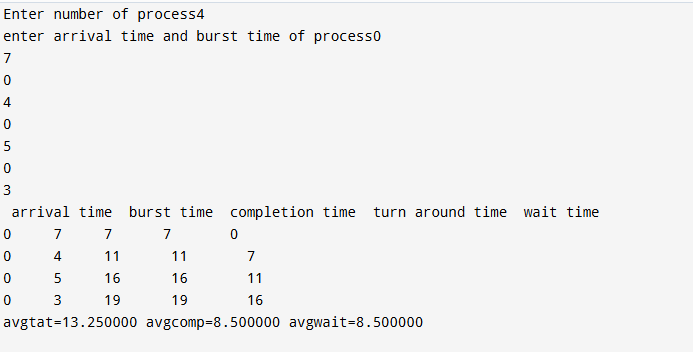 Enter number of process4
enter arrival time and burst time of process0
7
0
4
0
5
0
3
arrival time  burst time  completion time  turn around time  wait time
0     7     7      7       0
0     4     11      11       7
0     5     16      16       11
0     3     19      19       16
avgtat=13.250000 avgcomp=8.500000 avgwait=8.500000